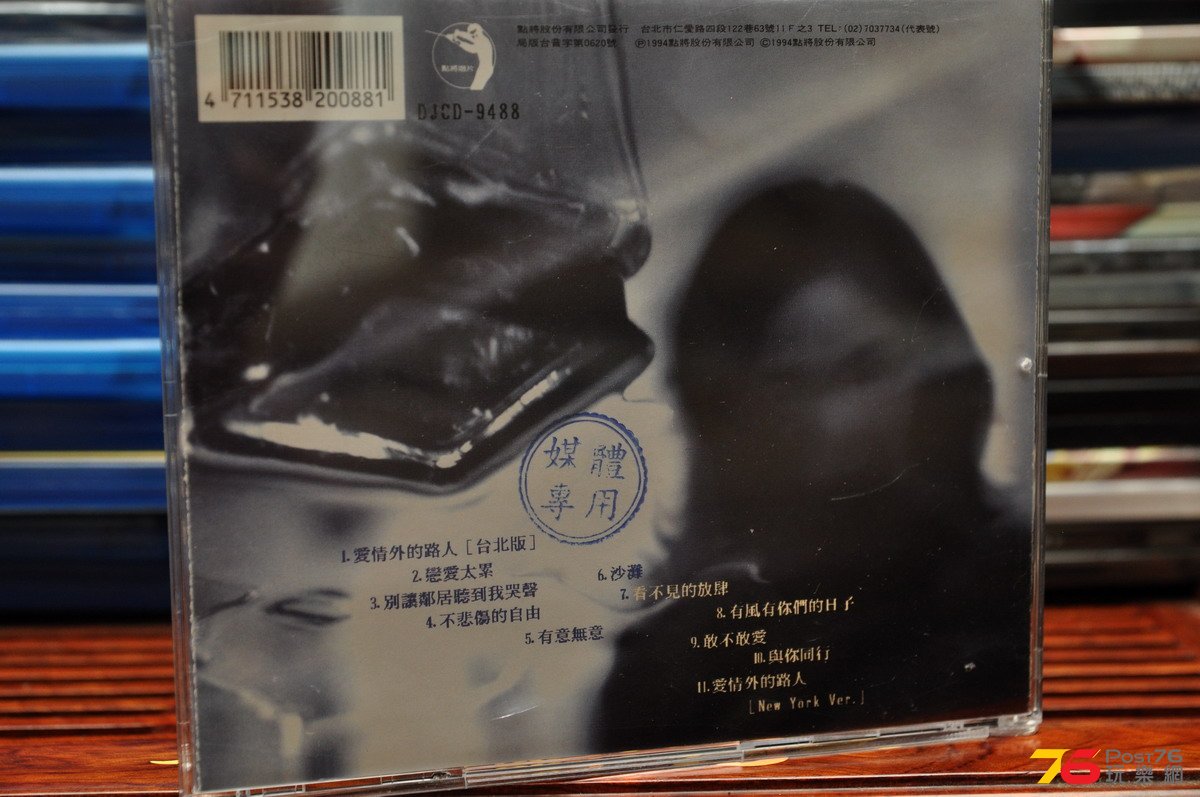 點將股份有限公司發行 台北市仁愛路四段122巷63號11F之3 TEL:(02)7037734(代表號)
局版台音字第0620號 Ⓟ1994點將股份有限公司 Ⓒ1994點將股份有限公司
點將唱片
4 711538 200881
DJCD-9488
媒體
專用
1.愛情外的路人[台北版]
2.戀愛太累
3.別讓鄰居聽到我哭聲
4.不悲傷的自由
5.有意無意
6.沙灘
7.看不見的放肆
8.有風有你們的日子
9.敢不敢愛
10.與你同行
11.愛情外的路人
[New York Ver.]
76 POST76
玩樂網